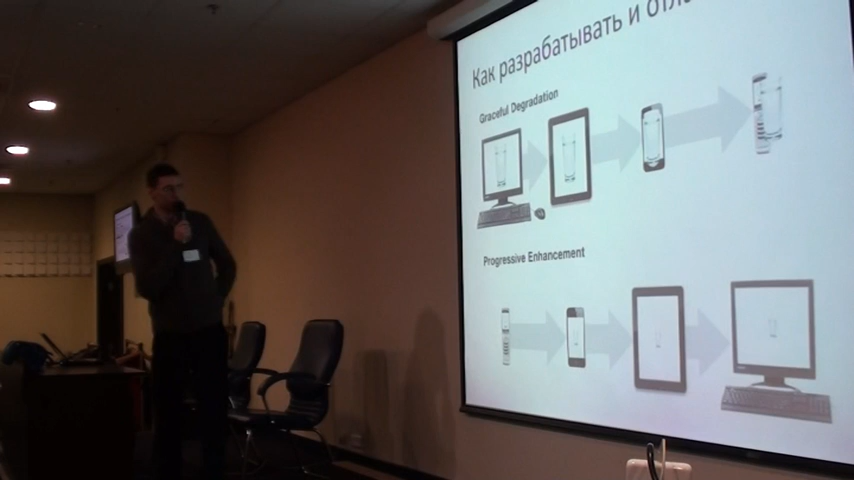 Как разрабатывать и
Graceful Degradation
Progressive Enhancement